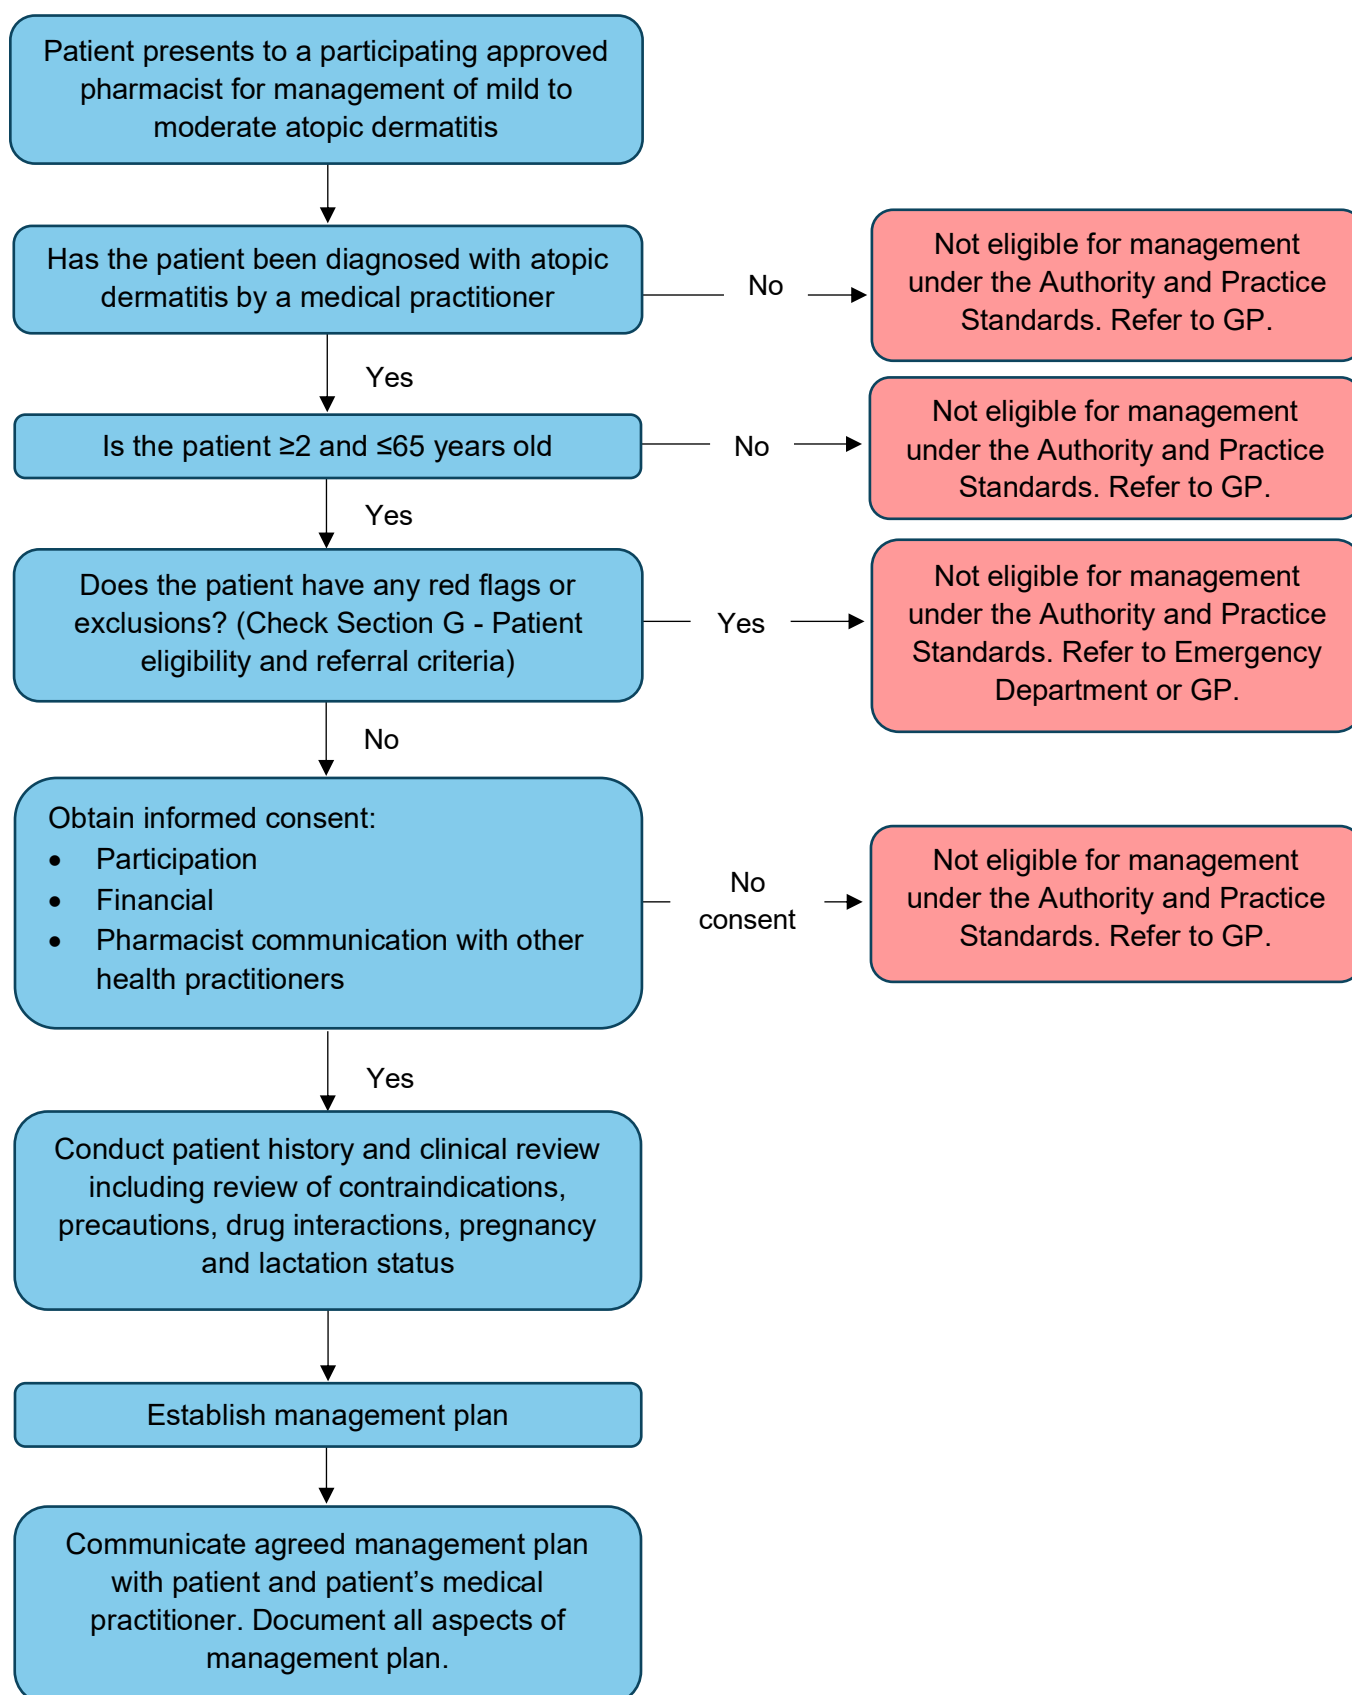 Patient presents to a participating approved
pharmacist for management of mild to
moderate atopic dermatitis
Has the patient been diagnosed with atopic
dermatitis by a medical practitioner
No
Not eligible for management
under the Authority and Practice
Standards. Refer to GP.
Yes
Is the patient ≥2 and ≤65 years old
No
Not eligible for management
under the Authority and Practice
Standards. Refer to GP.
Yes
Does the patient have any red flags or
exclusions? (Check Section G - Patient
eligibility and referral criteria)
Yes
Not eligible for management
under the Authority and Practice
Standards. Refer to Emergency
Department or GP.
No
Obtain informed consent:
• Participation
• Financial
• Pharmacist communication with other
health practitioners
No
consent
Not eligible for management
under the Authority and Practice
Standards. Refer to GP.
Yes
Conduct patient history and clinical review
including review of contraindications,
precautions, drug interactions, pregnancy
and lactation status
Establish management plan
Communicate agreed management plan
with patient and patient’s medical
practitioner. Document all aspects of
management plan.